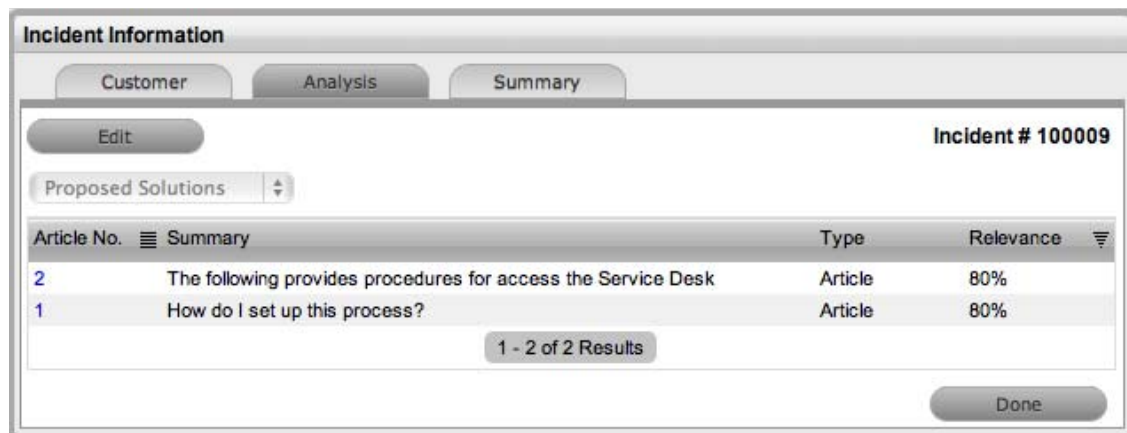 Incident Information
Customer Analysis Summary
Edit Incident # 100009
Proposed Solutions
Article No. Summary Type Relevance
2 The following provides procedures for access the Service Desk Article 80%
1 How do I set up this process? Article 80%
1 - 2 of 2 Results
Done